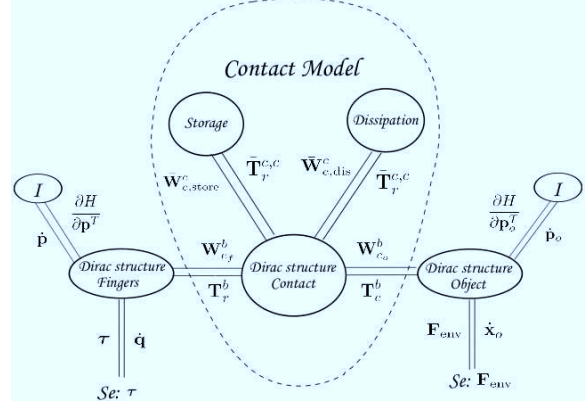 Contact Model
Storage
Dissipation
W̄^c_{c,store}
T̄^{c,c}_r
W̄^c_{c,dis}
T̄^{c,c}_r
I
∂H/∂p^T
ṗ
I
∂H/∂p_o^T
ṗ_o
Dirac structure
Fingers
W^b_{c_f}
T^b_r
Dirac structure
Contact
W^b_{c_o}
T^b_c
Dirac structure
Object
τ q̇
F_env ẋ_o
Se: τ
Se: F_env